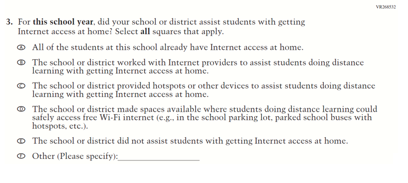 VR268552
3. For this school year, did your school or district assist students with getting
Internet access at home? Select all squares that apply.
A All of the students at this school already have Internet access at home.
B The school or district worked with Internet providers to assist students doing distance
learning with getting Internet access at home.
C The school or district provided hotspots or other devices to assist students doing distance
learning with getting Internet access at home.
D The school or district made spaces available where students doing distance learning could
safely access free Wi-Fi internet (e.g., in the school parking lot, parked school buses with
hotspots, etc.).
E The school or district did not assist students with getting Internet access at home.
F Other (Please specify):